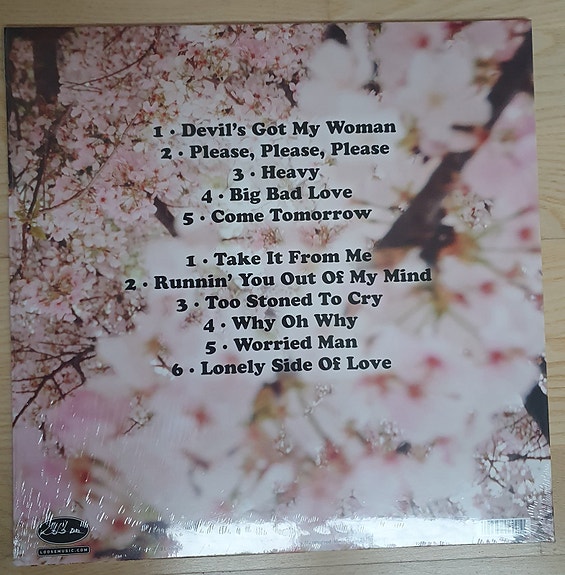 1 · Devil's Got My Woman
2 · Please, Please, Please
3 · Heavy
4 · Big Bad Love
5 · Come Tomorrow
1 · Take It From Me
2 · Runnin' You Out Of My Mind
3 · Too Stoned To Cry
4 · Why Oh Why
5 · Worried Man
6 · Lonely Side Of Love
LOOSEMUSIC.COM